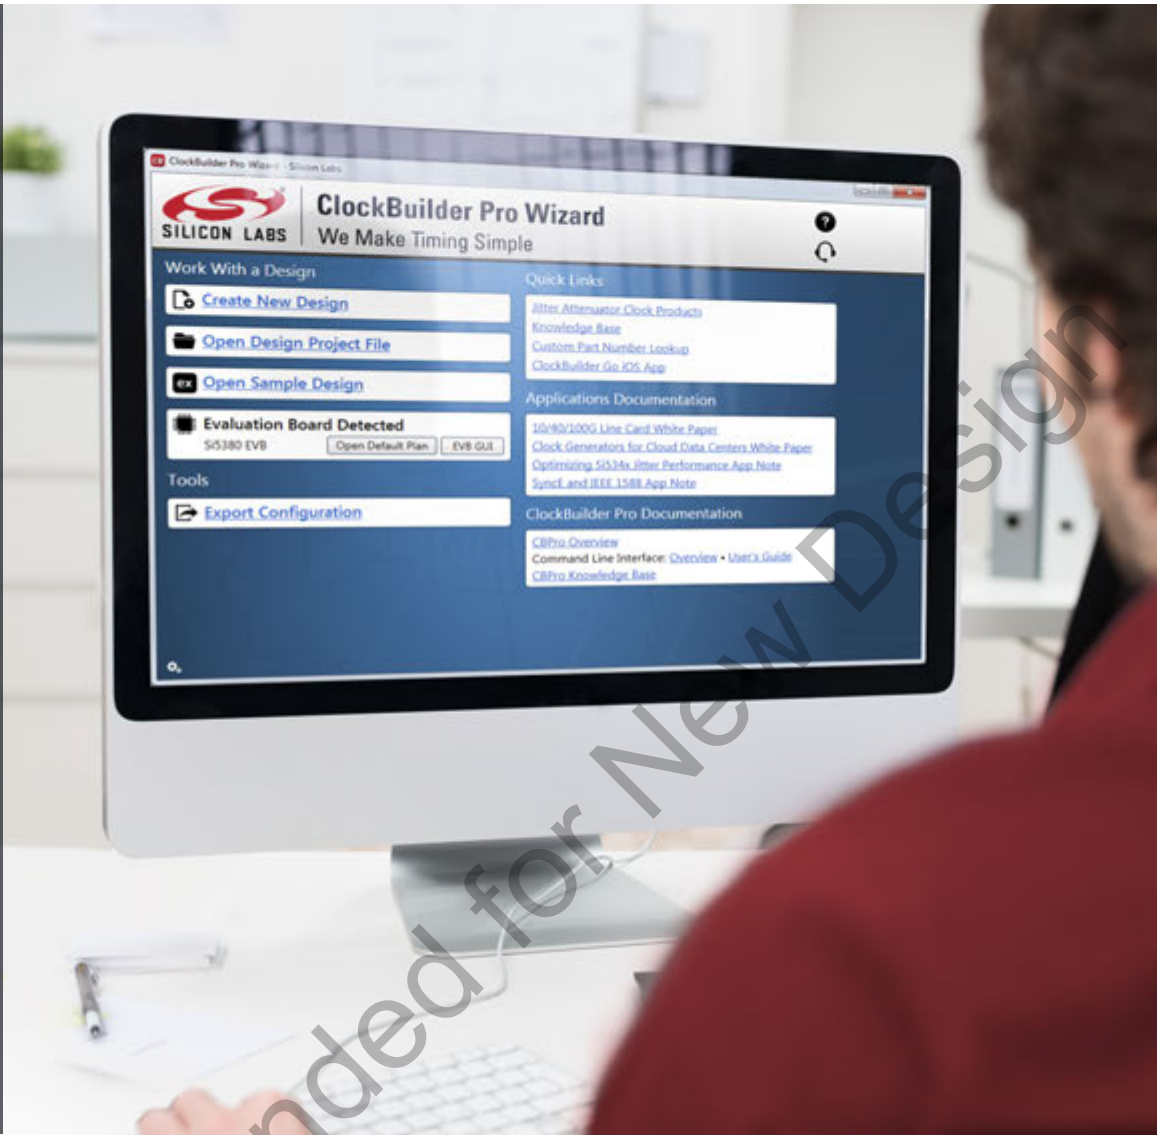 ClockBuilder Pro Wizard - Silicon Labs
SILICON LABS
ClockBuilder Pro Wizard
We Make Timing Simple
?
Work With a Design
Create New Design
Open Design Project File
ex Open Sample Design
Evaluation Board Detected
Si5380 EVB Open Default Plan EVB GUI
Tools
Export Configuration
Quick Links
Jitter Attenuator Clock Products
Knowledge Base
Custom Part Number Lookup
ClockBuilder Go iOS App
Applications Documentation
10/40/100G Line Card White Paper
Clock Generators for Cloud Data Centers White Paper
Optimizing Si534x Jitter Performance App Note
SyncE and IEEE 1588 App Note
ClockBuilder Pro Documentation
CBPro Overview
Command Line Interface: Overview • User's Guide
CBPro Knowledge Base
nded for New Design